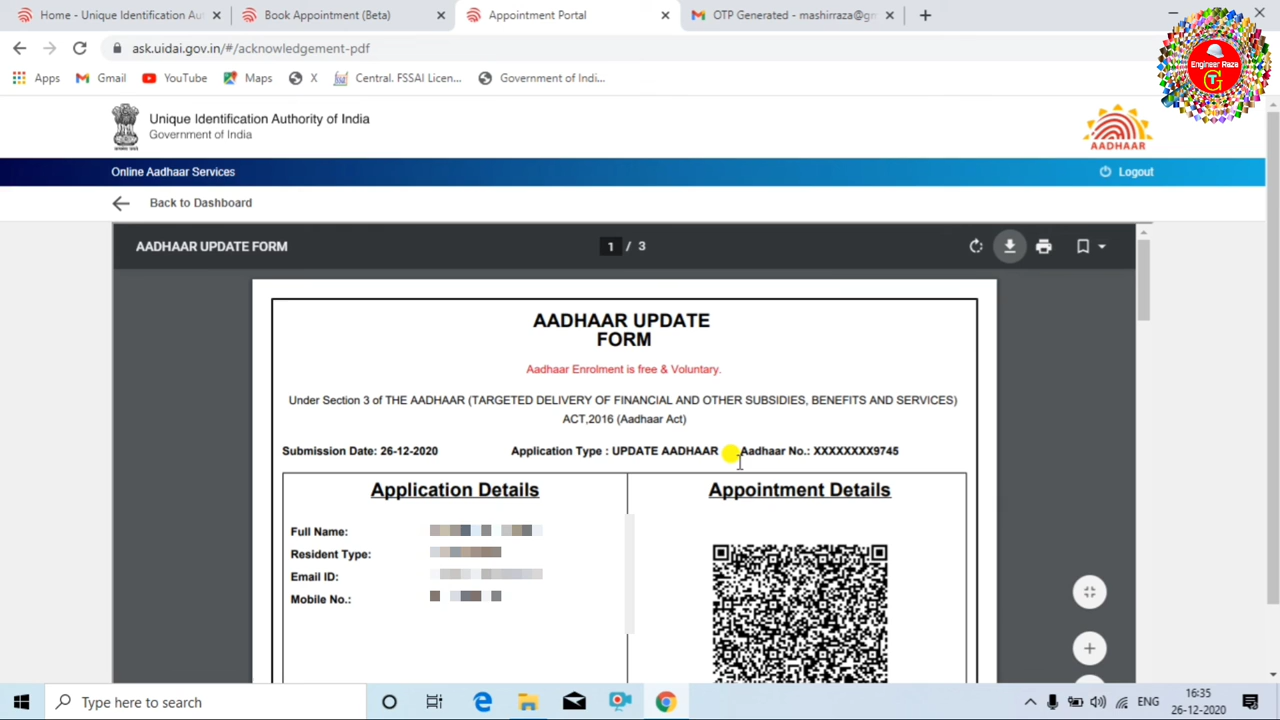 Home - Unique Identification Au
Book Appointment (Beta)
Appointment Portal
OTP Generated - mashirraza@gm
ask.uidai.gov.in/#/acknowledgement-pdf
Apps
Gmail
YouTube
Maps
X
Central. FSSAI Licen...
Government of Indi...
Engineer Raza
TG
Unique Identification Authority of India
Government of India
AADHAAR
Online Aadhaar Services
Logout
Back to Dashboard
AADHAAR UPDATE FORM
1 / 3
AADHAAR UPDATE
FORM
Aadhaar Enrolment is free & Voluntary.
Under Section 3 of THE AADHAAR (TARGETED DELIVERY OF FINANCIAL AND OTHER SUBSIDIES, BENEFITS AND SERVICES)
ACT,2016 (Aadhaar Act)
Submission Date: 26-12-2020
Application Type : UPDATE AADHAAR
Aadhaar No.: XXXXXXXX9745
Application Details
Appointment Details
Full Name:
Resident Type:
Email ID:
Mobile No.:
Type here to search
ENG
16:35
26-12-2020